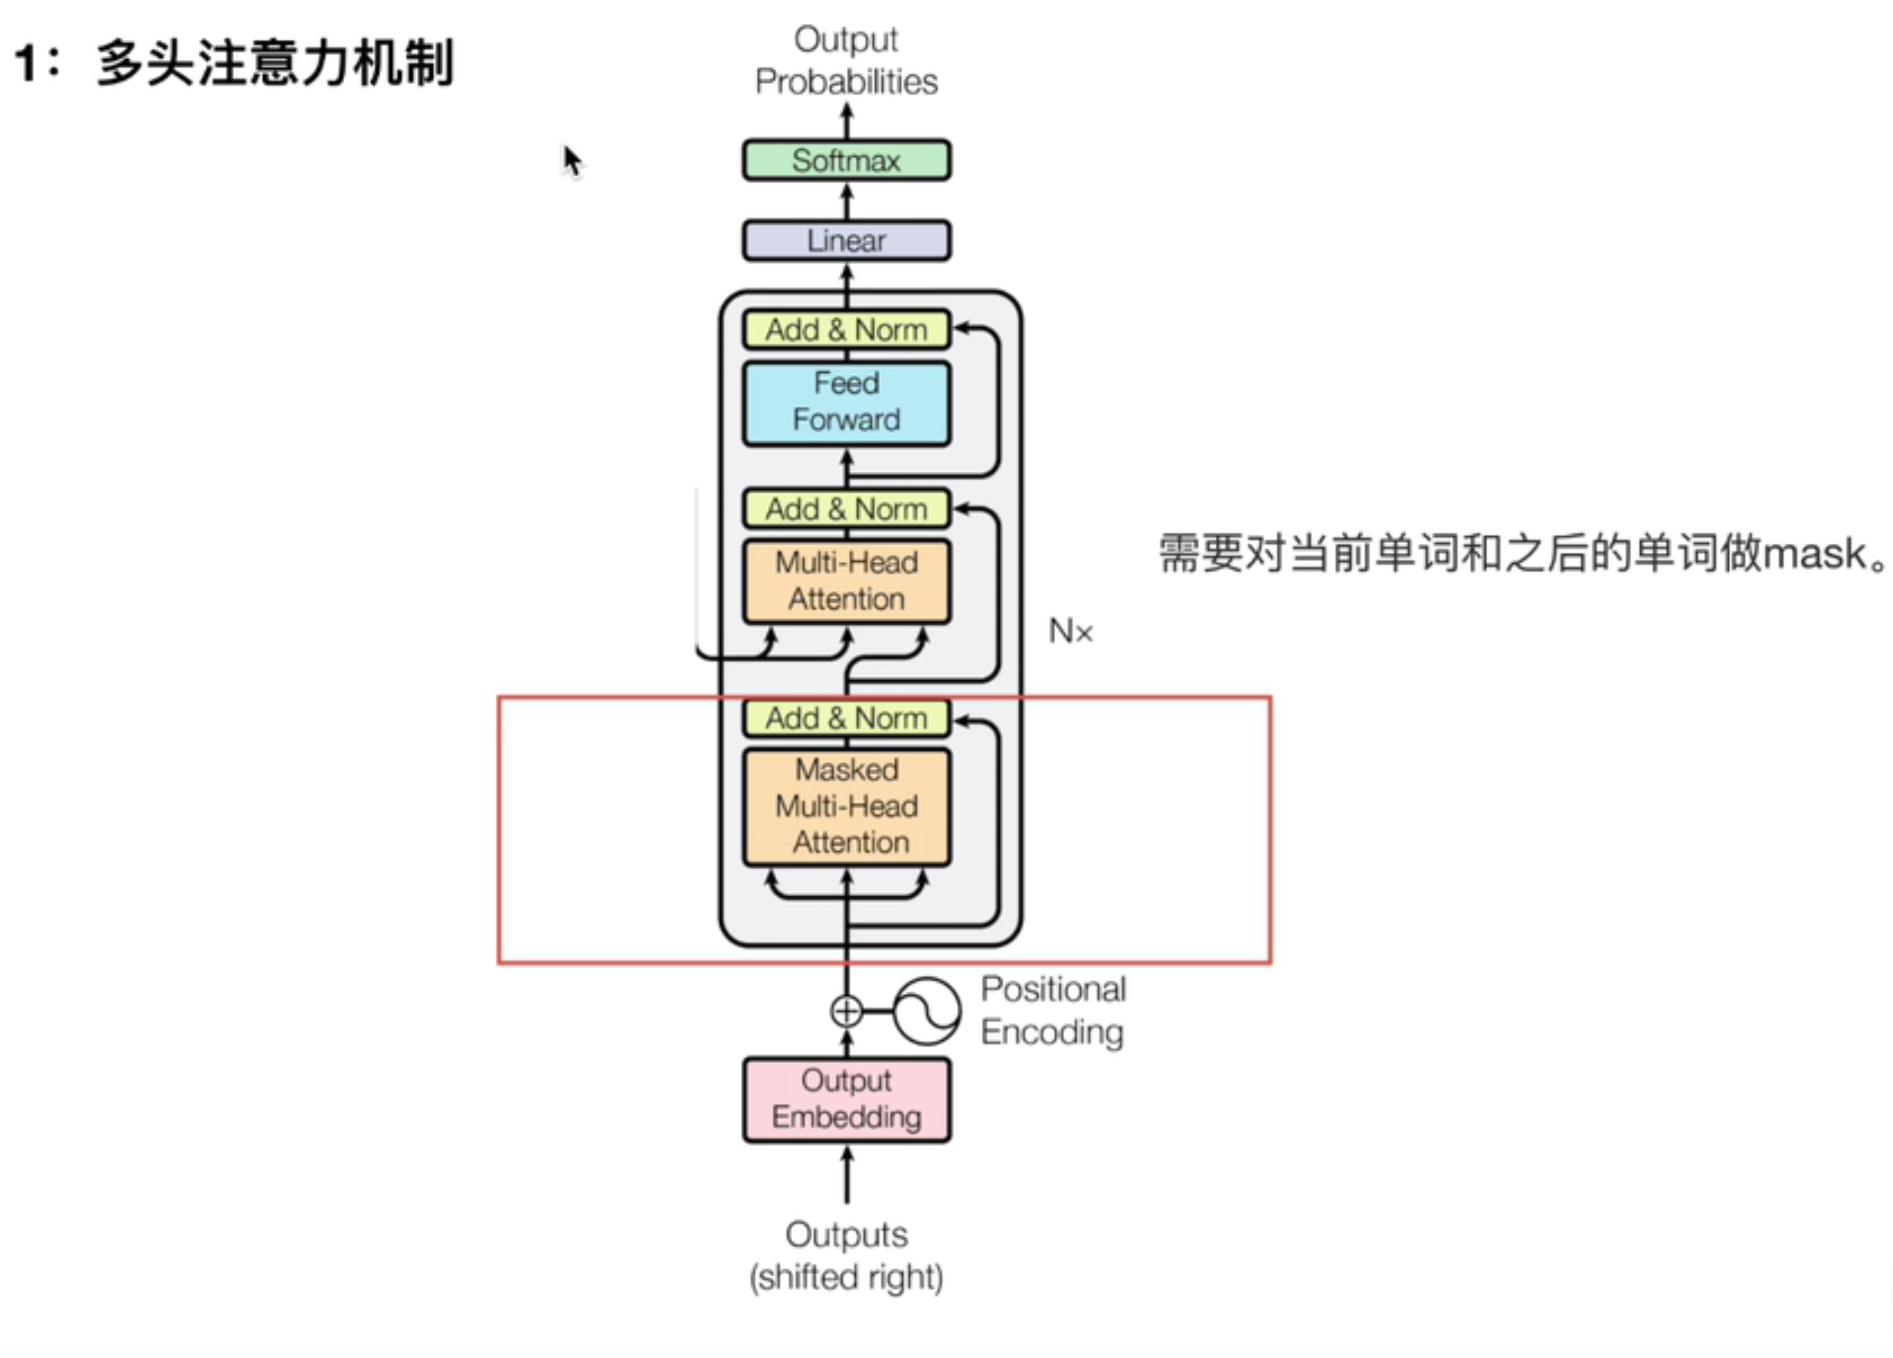 1：多头注意力机制
Output
Probabilities
Softmax
Linear
Add & Norm
Feed
Forward
Add & Norm
Multi-Head
Attention
需要对当前单词和之后的单词做mask。
N×
Add & Norm
Masked
Multi-Head
Attention
Positional
Encoding
Output
Embedding
Outputs
(shifted right)